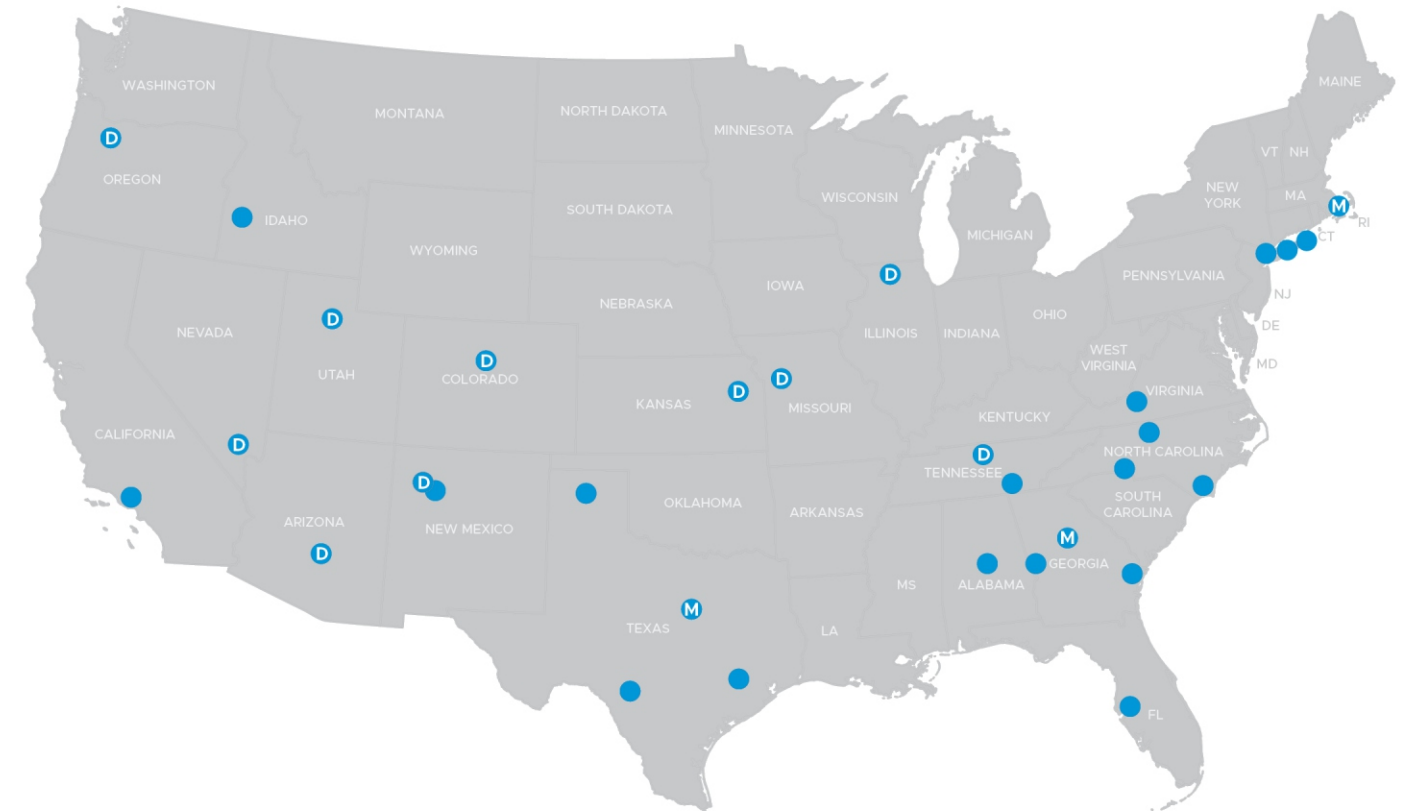 WASHINGTON
MAINE
MONTANA
NORTH DAKOTA
MINNESOTA
D
VT
NH
OREGON
IDAHO
SOUTH DAKOTA
WISCONSIN
NEW
YORK
MA
M
RI
MICHIGAN
CT
WYOMING
D
PENNSYLVANIA
IOWA
NEBRASKA
NJ
D
NEVADA
ILLINOIS
INDIANA
OHIO
DE
WEST
VIRGINIA
MD
D
COLORADO
UTAH
D
D
KANSAS
MISSOURI
VIRGINIA
KENTUCKY
CALIFORNIA
D
D
TENNESSEE
NORTH CAROLINA
D
OKLAHOMA
ARKANSAS
SOUTH
CAROLINA
ARIZONA
D
NEW MEXICO
M
GEORGIA
ALABAMA
MS
M
TEXAS
LA
FL